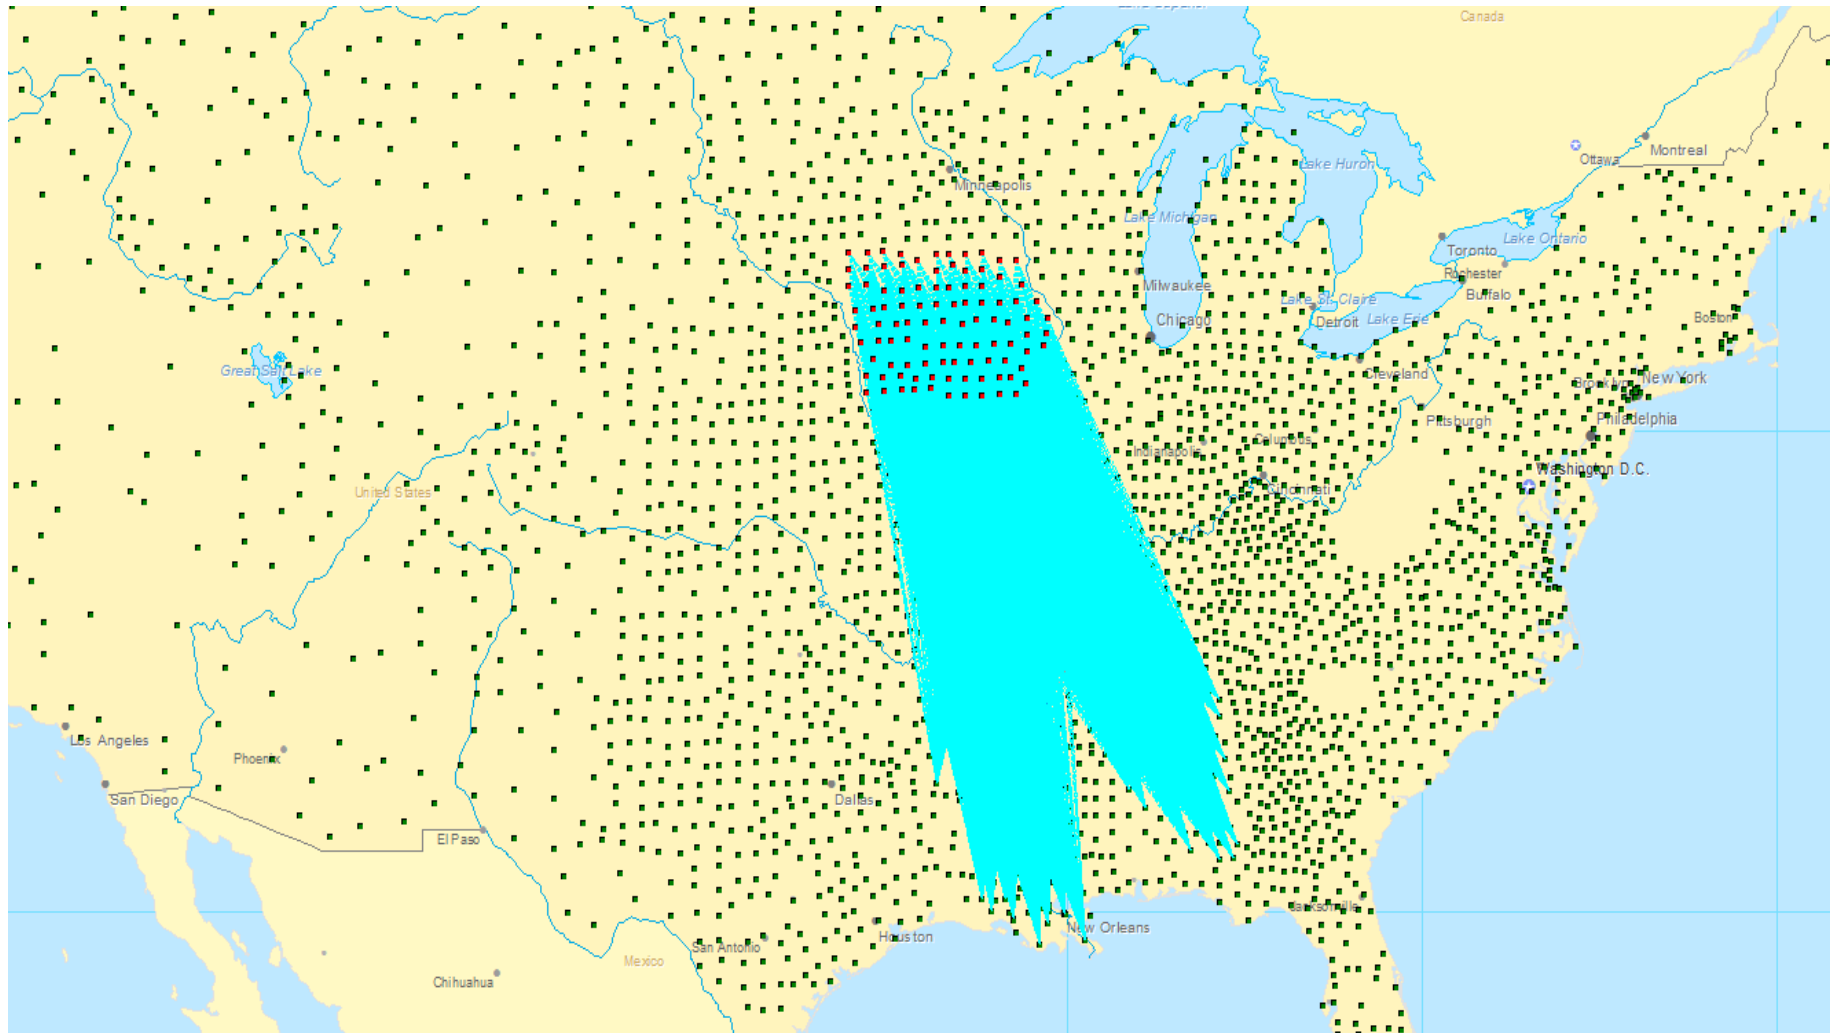 Lake Superior
Canada
Ottawa
Montreal
Lake Huron
Minneapolis
Lake Michigan
Toronto
Lake Ontario
Rochester
Buffalo
Milwaukee
Lake St. Claire
Chicago
Detroit
Lake Erie
Boston
Great Salt Lake
Cleveland
Brooklyn
New York
Pittsburgh
Philadelphia
Indianapolis
Columbus
Washington D.C.
United States
Cincinnati
Los Angeles
Phoenix
San Diego
Dallas
El Paso
Jacksonville
New Orleans
Houston
San Antonio
Mexico
Chihuahua